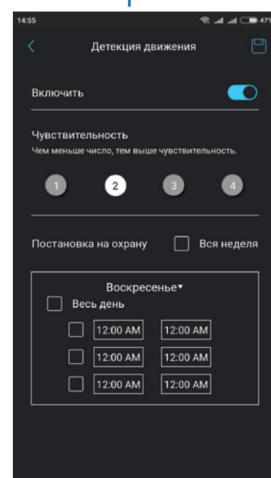 14:55
47%
Детекция движения
Включить
Чувствительность
Чем меньше число, тем выше чувствительность.
1 2 3 4
Постановка на охрану Вся неделя
Воскресенье▾
Весь день
12:00 AM 12:00 AM
12:00 AM 12:00 AM
12:00 AM 12:00 AM